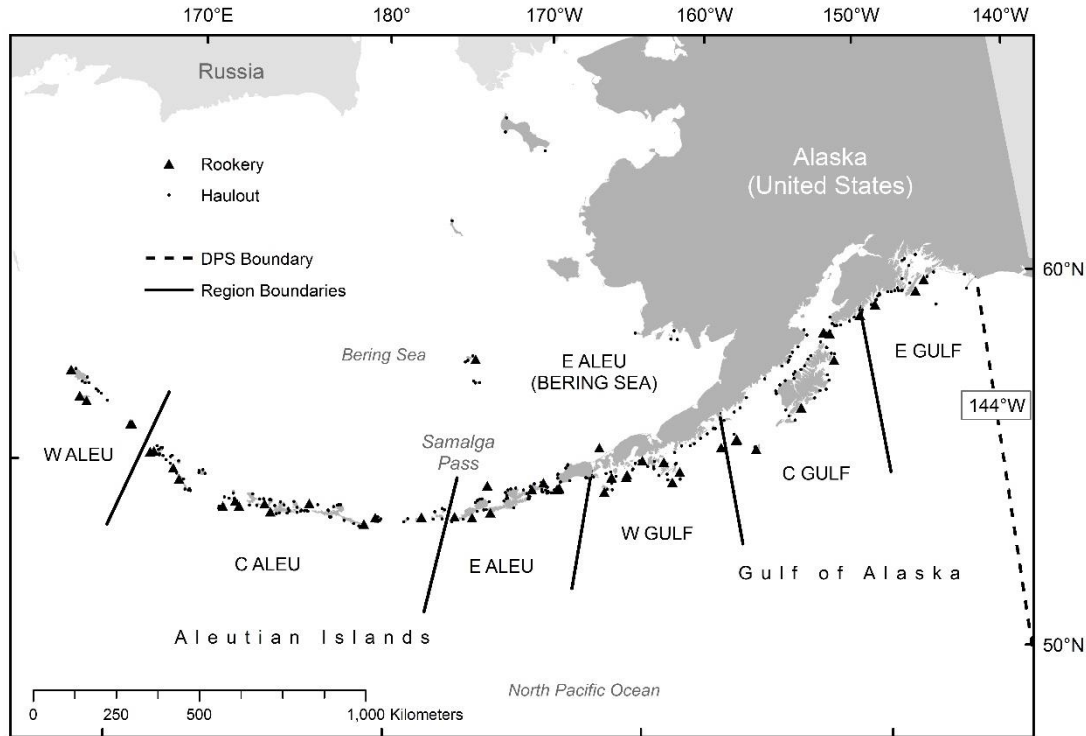 170°E 180° 170°W 160°W 150°W 140°W
Russia
Rookery
Haulout
DPS Boundary
Region Boundaries
Alaska
(United States)
60°N
Bering Sea
E ALEU
(BERING SEA)
E GULF
144°W
Samalga
Pass
W ALEU
C GULF
W GULF
C ALEU
E ALEU
Gulf of Alaska
Aleutian Islands
50°N
North Pacific Ocean
0 250 500 1,000 Kilometers